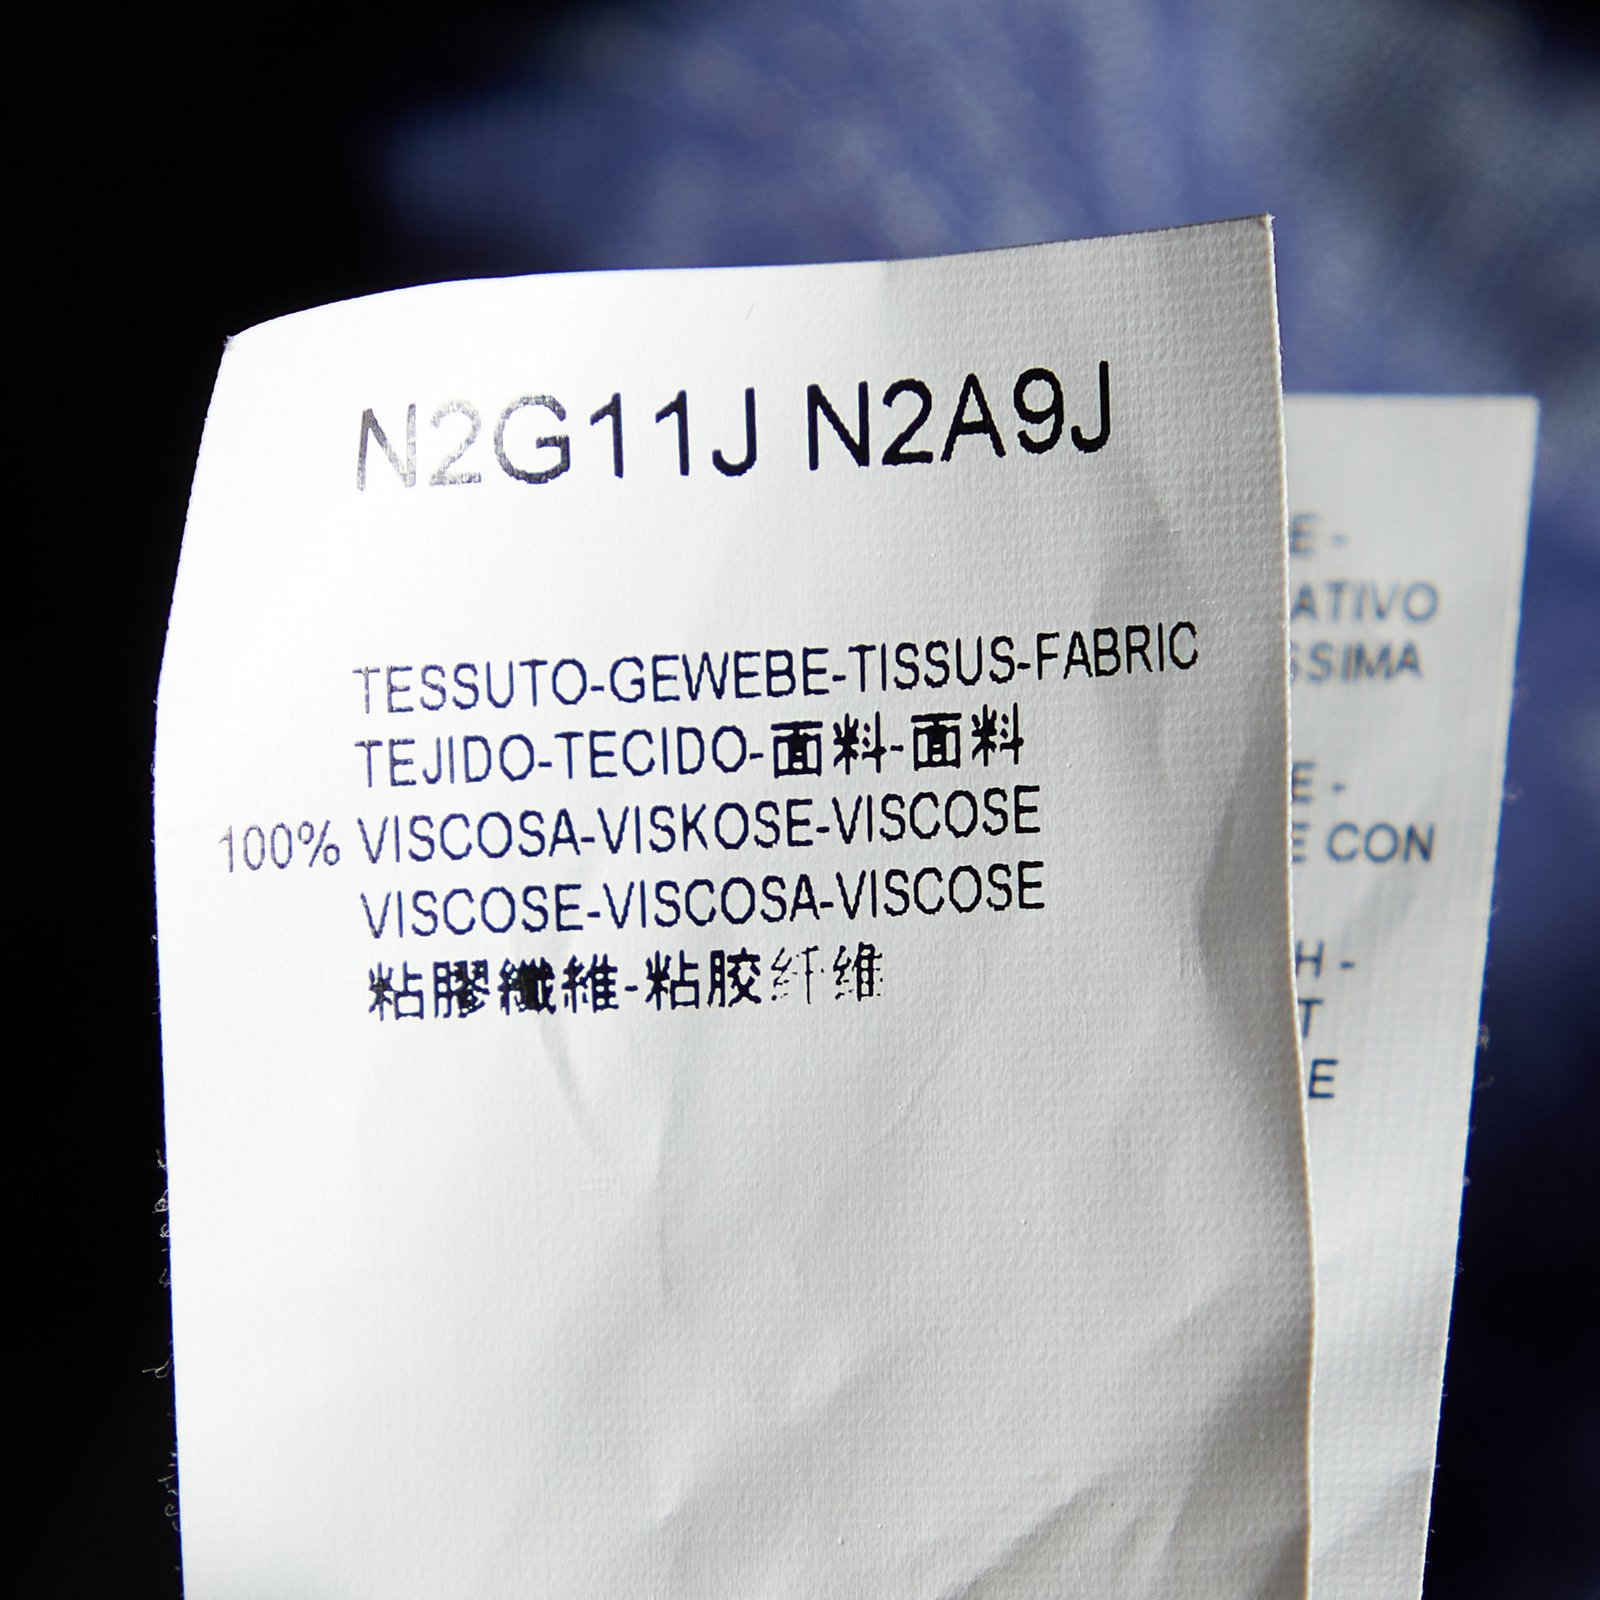 N2G11J N2A9J
TESSUTO-GEWEBE-TISSUS-FABRIC
TEJIDO-TECIDO-面料-面料
100% VISCOSA-VISKOSE-VISCOSE
VISCOSE-VISCOSA-VISCOSE
粘膠纖維-粘胶纤维
E -
ATIVO
SSIMA
E -
E CON
H -
T
E